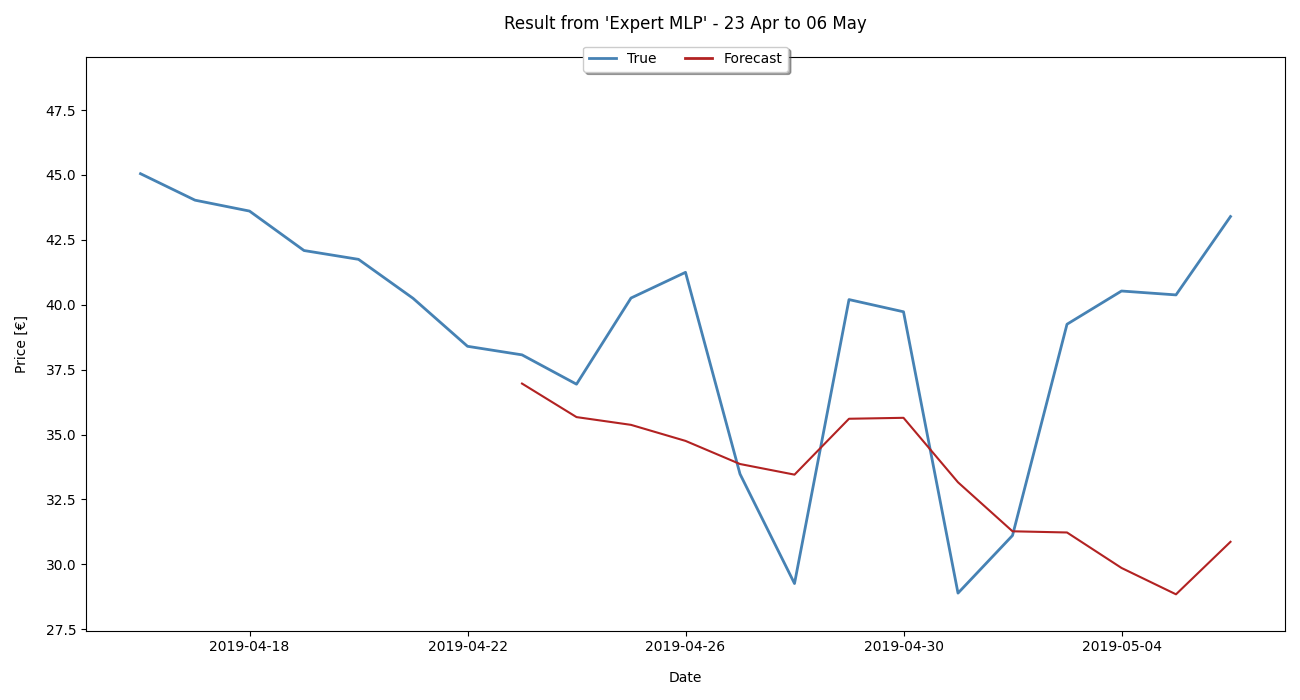 Result from 'Expert MLP' - 23 Apr to 06 May
True Forecast
47.5
45.0
42.5
40.0
37.5
35.0
32.5
30.0
27.5
Price [€]
2019-04-18 2019-04-22 2019-04-26 2019-04-30 2019-05-04
Date